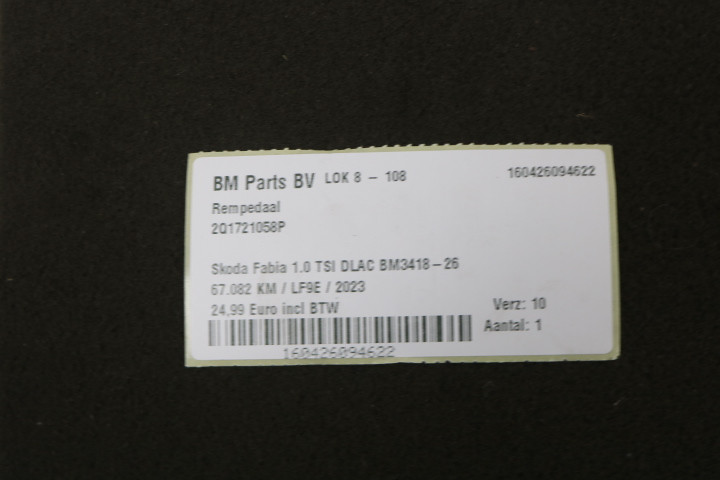 BM Parts BV LOK 8 - 108 160426094622
Rempedaal
2Q1721058P
Skoda Fabia 1.0 TSI DLAC BM3418-26
67.082 KM / LF9E / 2023
24,99 Euro incl BTW Verz: 10
Aantal: 1
160426094622